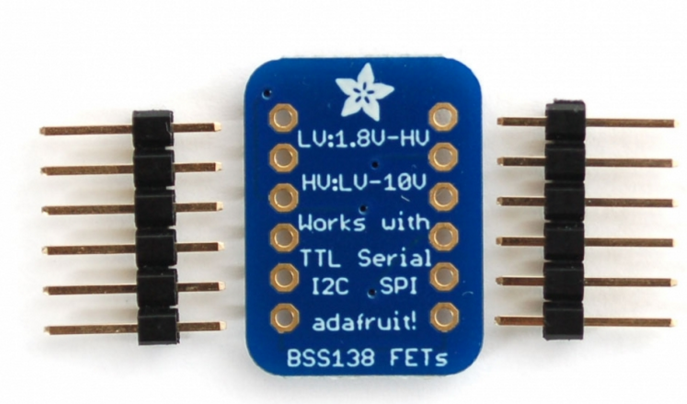 LV:1.8V-HV
HV:LV-10V
Works with
TTL Serial
I2C SPI
adafruit!
BSS138 FETs